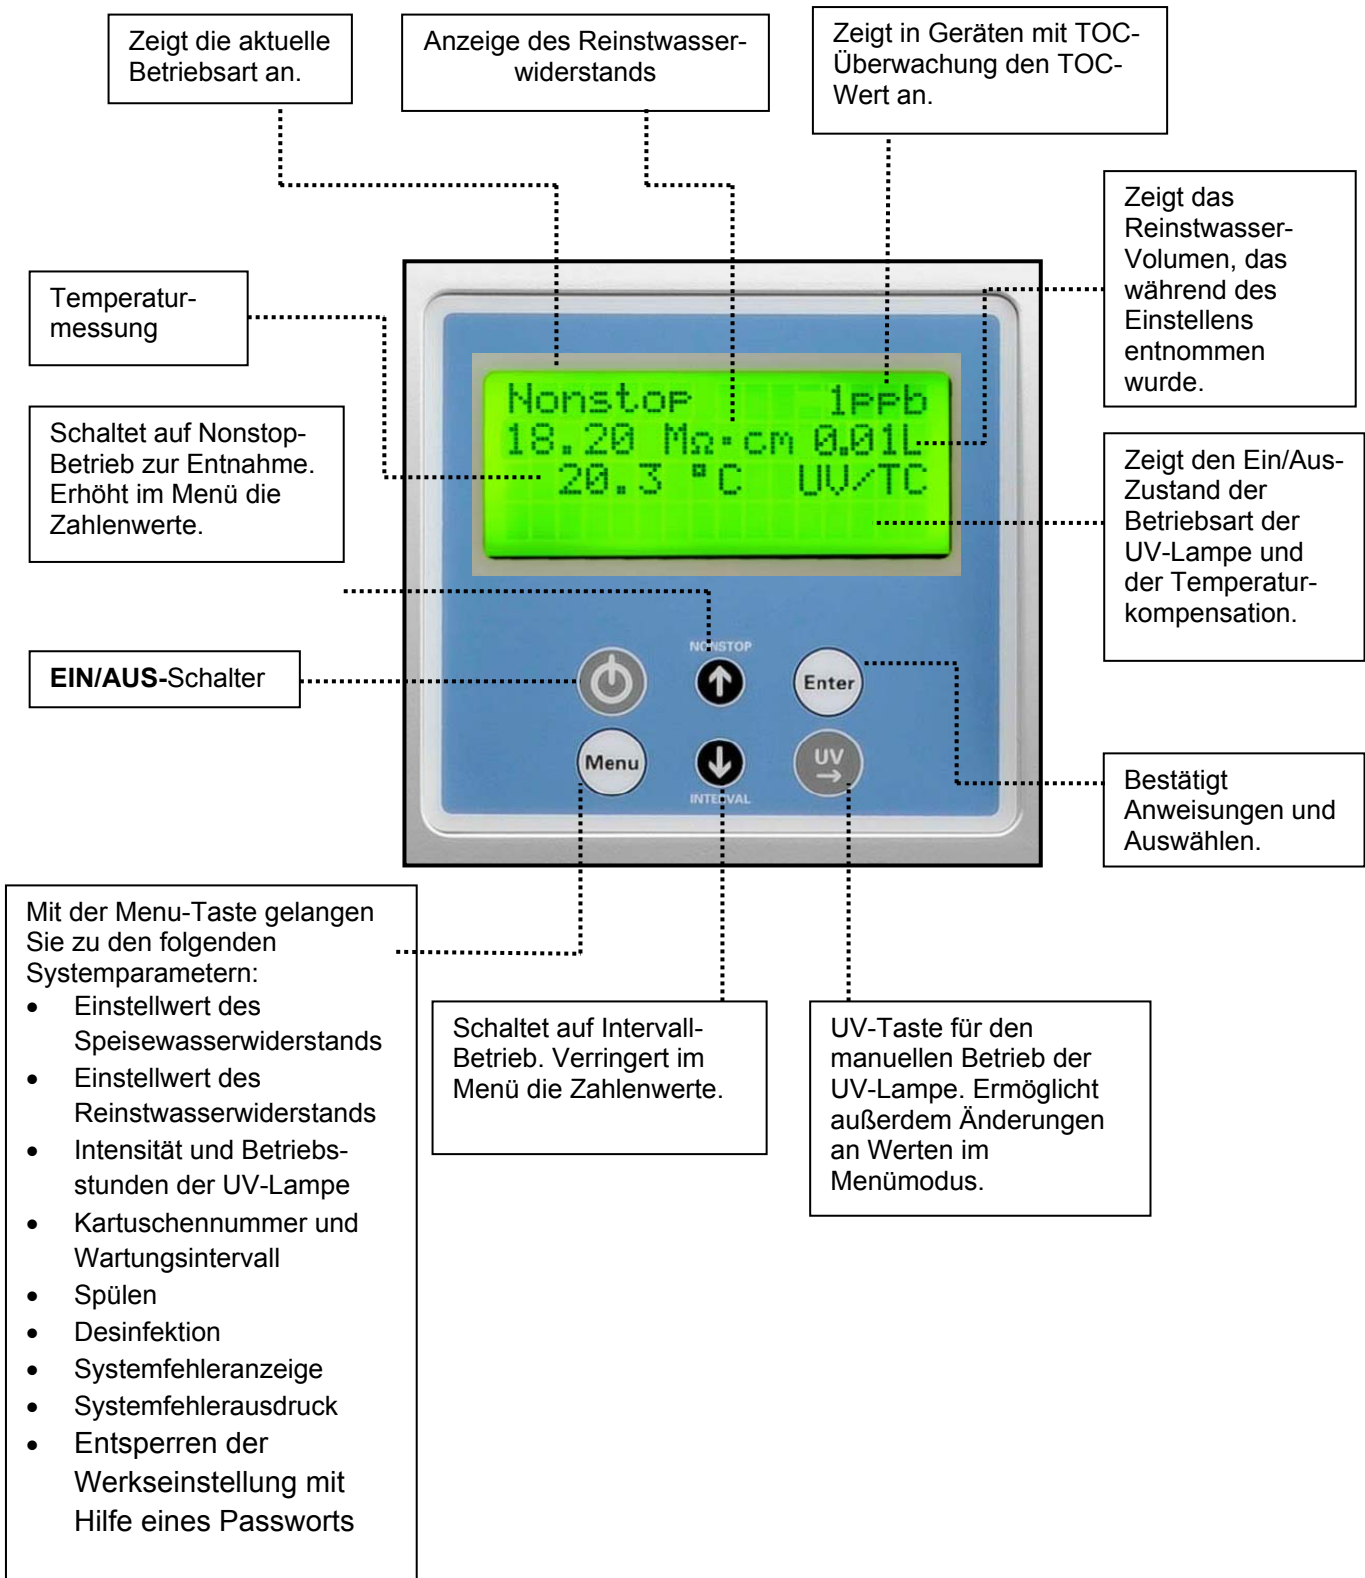 Zeigt die aktuelle
Betriebsart an.
Anzeige des Reinstwasser-
widerstands
Zeigt in Geräten mit TOC-
Überwachung den TOC-
Wert an.
Zeigt das
Reinstwasser-
Volumen, das
während des
Einstellens
entnommen
wurde.
Temperatur-
messung
Schaltet auf Nonstop-
Betrieb zur Entnahme.
Erhöht im Menü die
Zahlenwerte.
Nonstop 1ppb
18.20 MΩ·cm 0.01L
20.3 °C UV/TC
Zeigt den Ein/Aus-
Zustand der
Betriebsart der
UV-Lampe und
der Temperatur-
kompensation.
EIN/AUS-Schalter
NONSTOP
Enter
Menu
UV
INTERVAL
Bestätigt
Anweisungen und
Auswählen.
Mit der Menu-Taste gelangen
Sie zu den folgenden
Systemparametern:
• Einstellwert des
Speisewasserwiderstands
• Einstellwert des
Reinstwasserwiderstands
• Intensität und Betriebs-
stunden der UV-Lampe
• Kartuschennummer und
Wartungsintervall
• Spülen
• Desinfektion
• Systemfehleranzeige
• Systemfehlerausdruck
• Entsperren der
Werkseinstellung mit
Hilfe eines Passworts
Schaltet auf Intervall-
Betrieb. Verringert im
Menü die Zahlenwerte.
UV-Taste für den
manuellen Betrieb der
UV-Lampe. Ermöglicht
außerdem Änderungen
an Werten im
Menümodus.